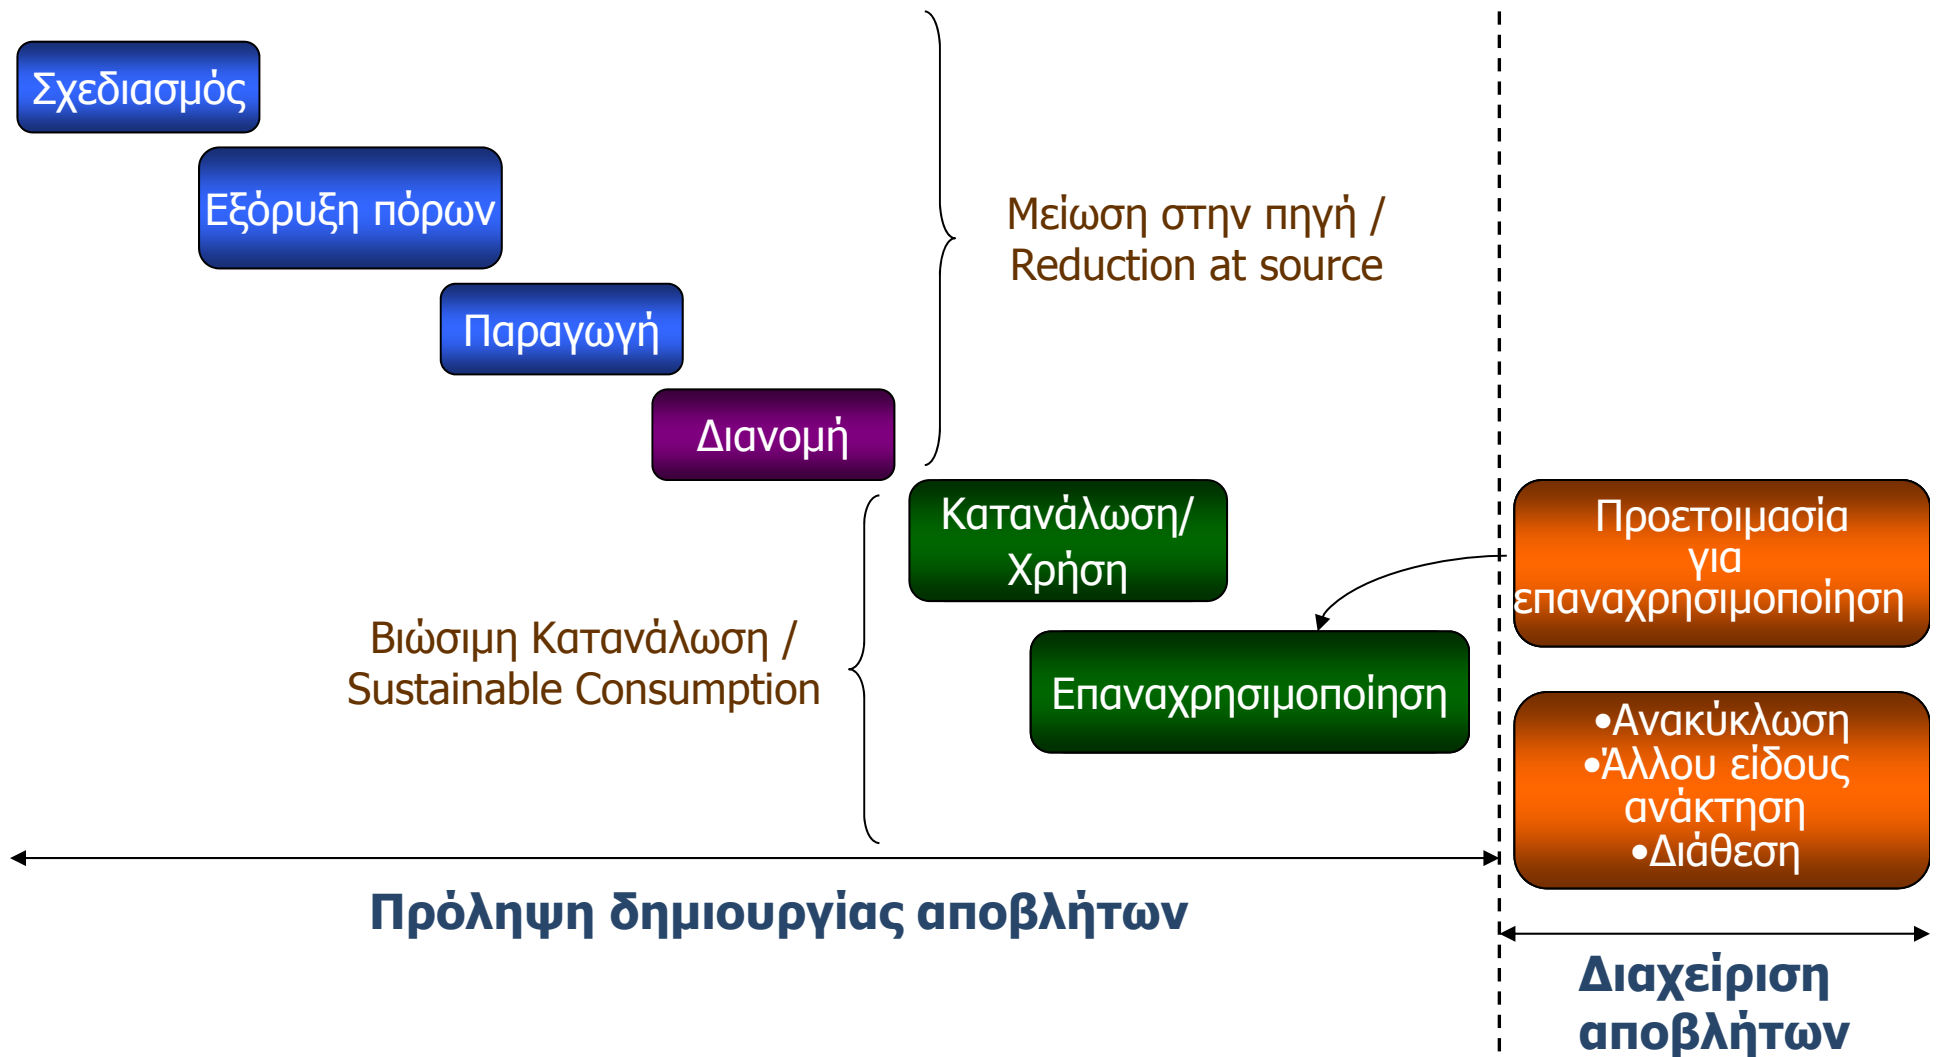 Σχεδιασμός
Εξόρυξη πόρων
Παραγωγή
Διανομή
Μείωση στην πηγή /
Reduction at source
Κατανάλωση/
Χρήση
Επαναχρησιμοποίηση
Βιώσιμη Κατανάλωση /
Sustainable Consumption
Προετοιμασία
για
επαναχρησιμοποίηση
•Ανακύκλωση
•Άλλου είδους
ανάκτηση
•Διάθεση
Πρόληψη δημιουργίας αποβλήτων
Διαχείριση
αποβλήτων